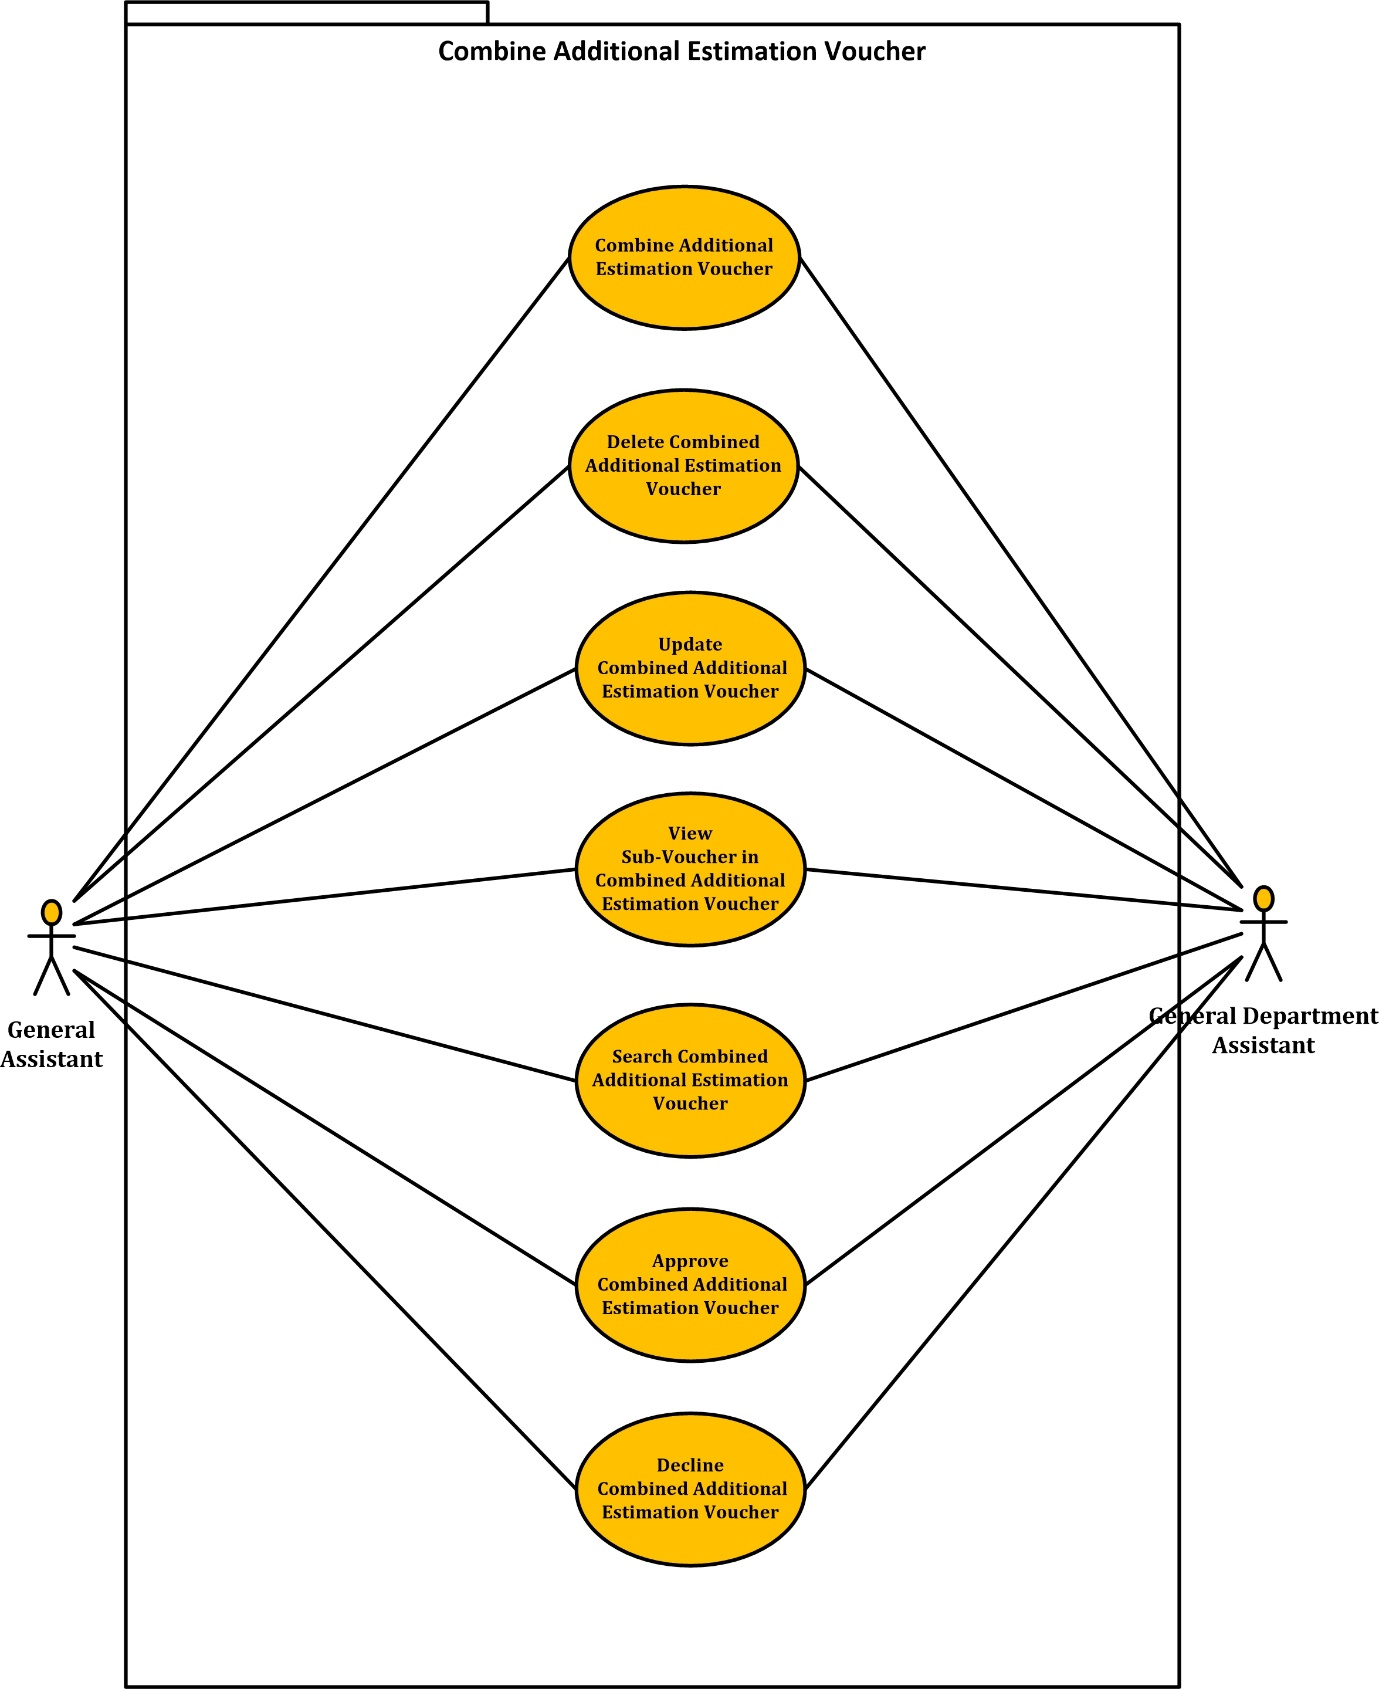 Combine Additional Estimation Voucher
Combine Additional
Estimation Voucher
Delete Combined
Additional Estimation
Voucher
Update
Combined Additional
Estimation Voucher
View
Sub-Voucher in
Combined Additional
Estimation Voucher
General
Assistant
General Department
Assistant
Search Combined
Additional Estimation
Voucher
Approve
Combined Additional
Estimation Voucher
Decline
Combined Additional
Estimation Voucher